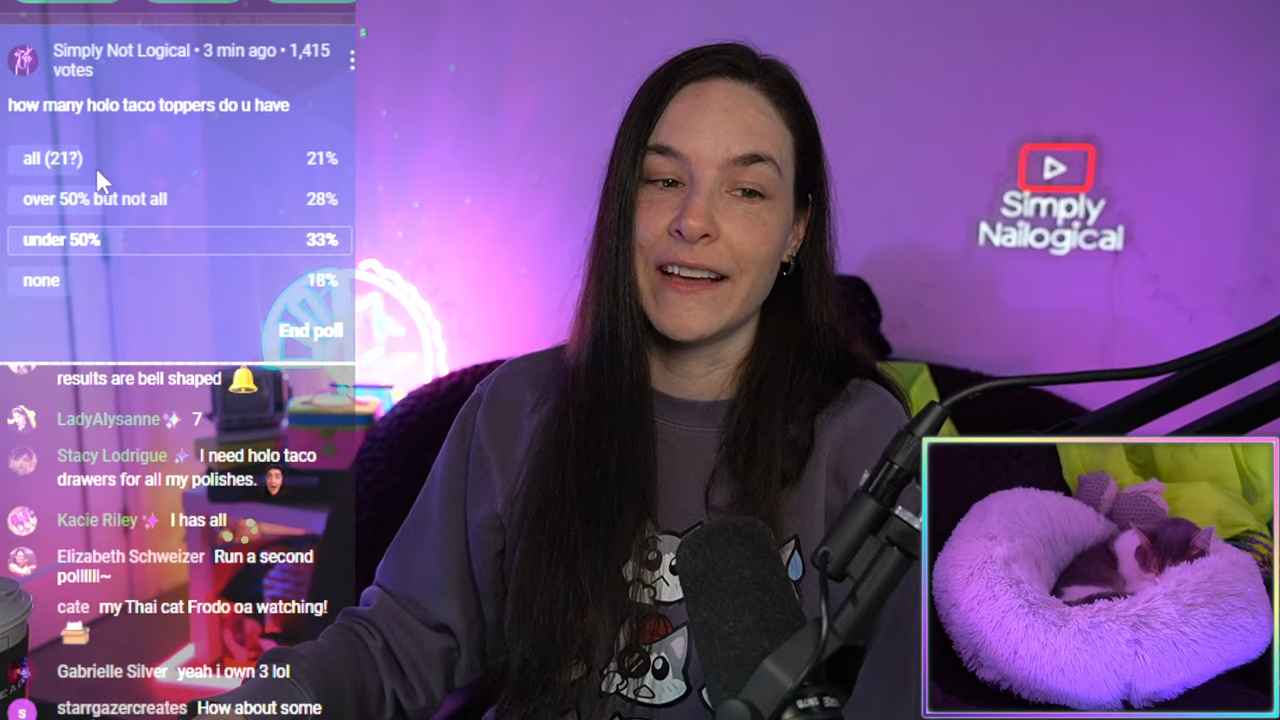 Simply Not Logical • 3 min ago • 1,415
votes
how many holo taco toppers do u have
all (21?) 21%
over 50% but not all 28%
under 50% 33%
none 18%
End poll
results are bell shaped
LadyAlysanne 7
Stacy Lodrigue I need holo taco
drawers for all my polishes.
Kacie Riley I has all
Elizabeth Schweizer Run a second
pollllll~
cate my Thai cat Frodo oa watching!
Gabrielle Silver yeah i own 3 lol
s
starrgazercreates How about some
Simply
Nailogical